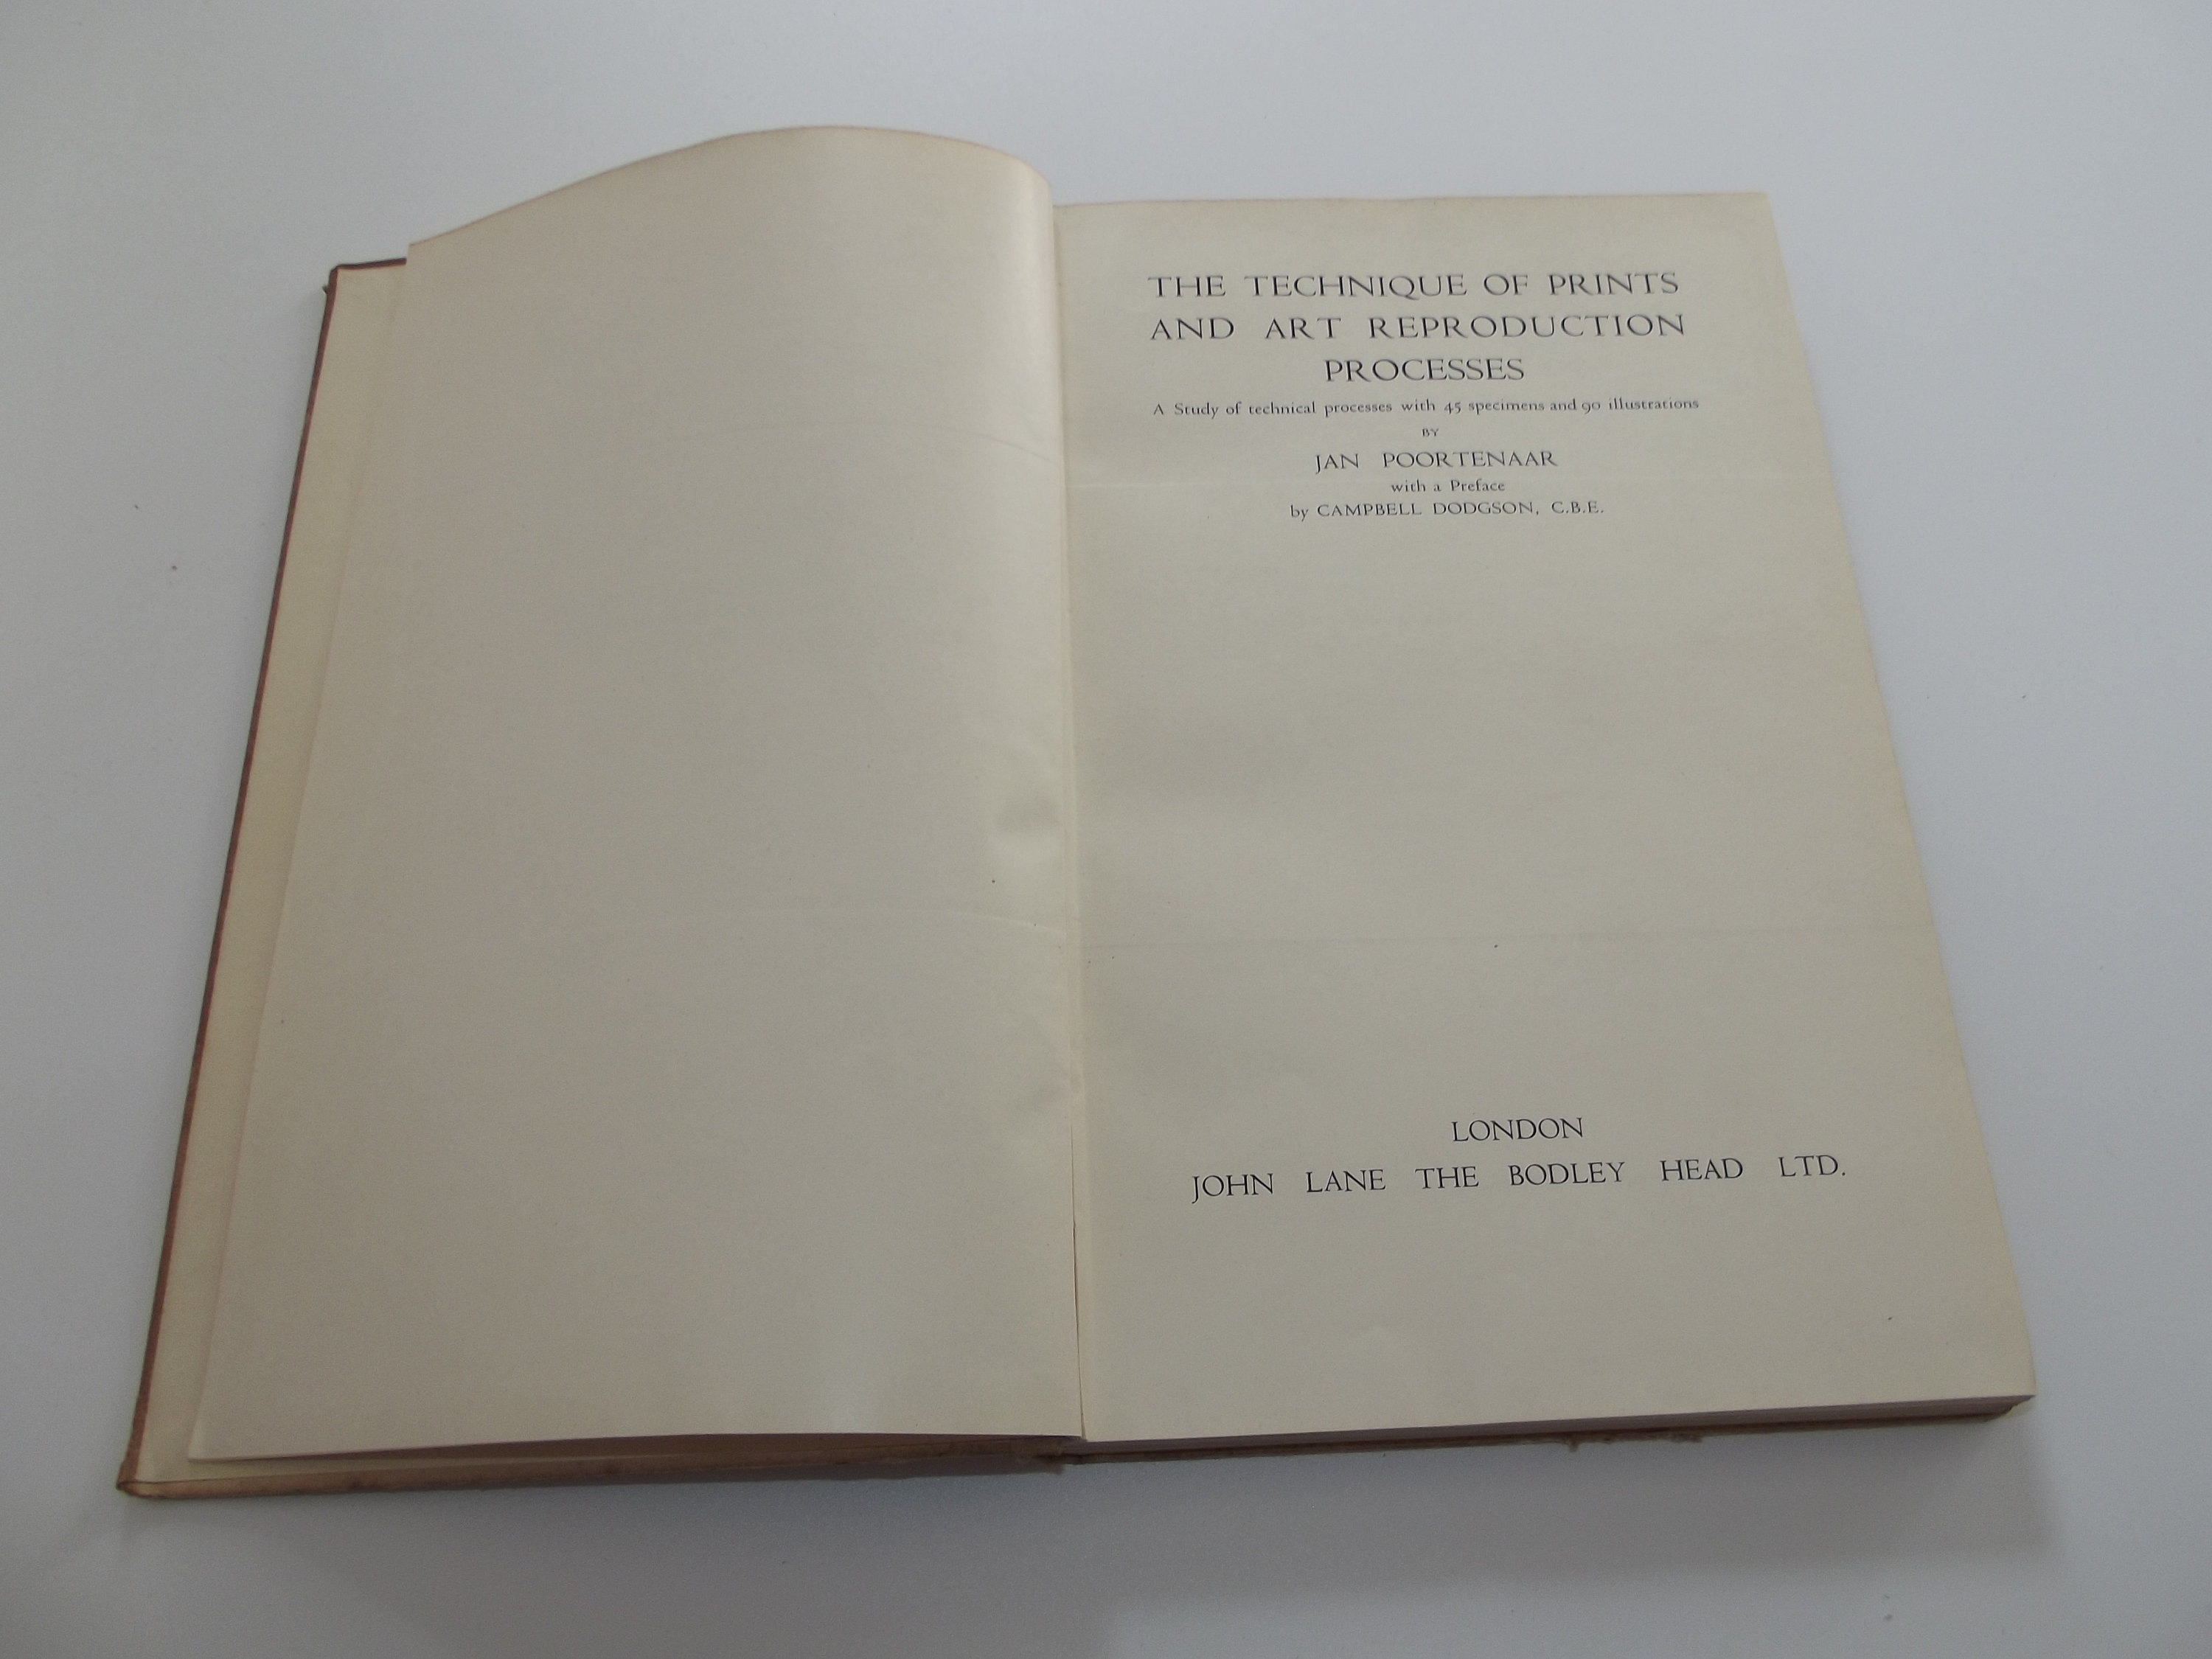 THE TECHNIQUE OF PRINTS
AND ART REPRODUCTION
PROCESSES
A Study of technical processes with 45 specimens and 90 illustrations
BY
JAN POORTENAAR
with a Preface
by CAMPBELL DODGSON, C.B.E.
LONDON
JOHN LANE THE BODLEY HEAD LTD.